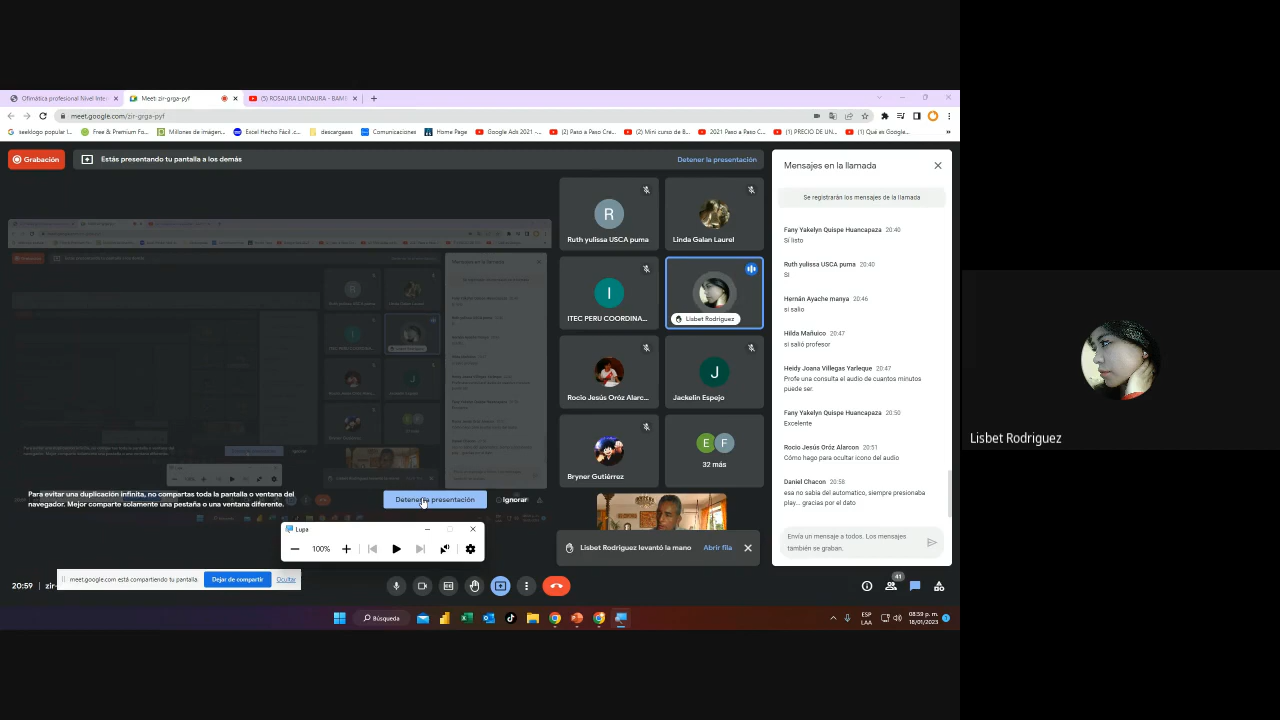 Ofimática profesional Nivel Inte
Meet: zir-grga-pyf
(5) ROSAURA LINDAURA - BAM
meet.google.com/zir-grga-pyf
seeklogo popular l...
Free & Premium Fo...
Millones de imágen...
Excel Hecho Fácil .:...
descargaes
Comunicaciones
Home Page
Google Ads 2021 -...
(2) Paso a Paso Cre...
(2) Mini curso de B...
2021 Paso a Paso C...
(1) PRECIO DE UN...
(1) Qué es Google...
Grabación
Estás presentando tu pantalla a los demás
Detener la presentación
Mensajes en la llamada
Se registrarán los mensajes de la llamada
R
Ruth yulissa USCA puma
Linda Galan Laurel
I
ITEC PERU COORDINA...
Lisbet Rodriguez
Rocio Jesús Oróz Alarc...
J
Jackelin Espejo
Bryner Gutiérrez
E F
32 más
Fany Yakelyn Quispe Huancapaza 20:40
Si listo
Ruth yulissa USCA puma 20:40
SI
Hernán Ayache manya 20:46
si salio
Hilda Mañuico 20:47
si salió profesor
Heidy Joana Villegas Yarleque 20:47
Profe una consulta el audio de cuantos minutos
puede ser.
Fany Yakelyn Quispe Huancapaza 20:50
Excelente
Rocio Jesús Oróz Alarcon 20:51
Cómo hago para ocultar icono del audio
Daniel Chacon 20:58
esa no sabia del automatico, siempre presionaba
play... gracias por el dato
Envía un mensaje a todos. Los mensajes
también se graban.
Para evitar una duplicación infinita, no compartas toda la pantalla o ventana del
navegador. Mejor comparte solamente una pestaña o una ventana diferente.
Detener la presentación
Ignorar
Lupa
100%
Lisbet Rodriguez levantó la mano
Abrir fila
meet.google.com está compartiendo tu pantalla.
Dejar de compartir
Ocultar
20:59
zir-
41
Búsqueda
ESP
LAA
08:59 p. m.
18/01/2023
Lisbet Rodriguez